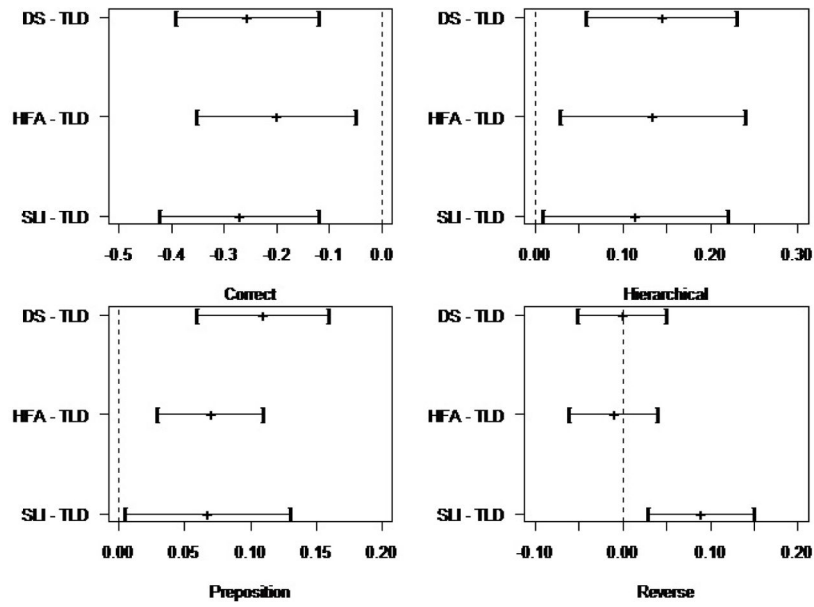 DS - TLD
HFA - TLD
SLI - TLD
-0.5 -0.4 -0.3 -0.2 -0.1 0.0
Correct
DS - TLD
HFA - TLD
SLI - TLD
0.00 0.10 0.20 0.30
Hierarchical
DS - TLD
HFA - TLD
SLI - TLD
0.00 0.05 0.10 0.15 0.20
Preposition
DS - TLD
HFA - TLD
SLI - TLD
-0.10 0.00 0.10 0.20
Reverse